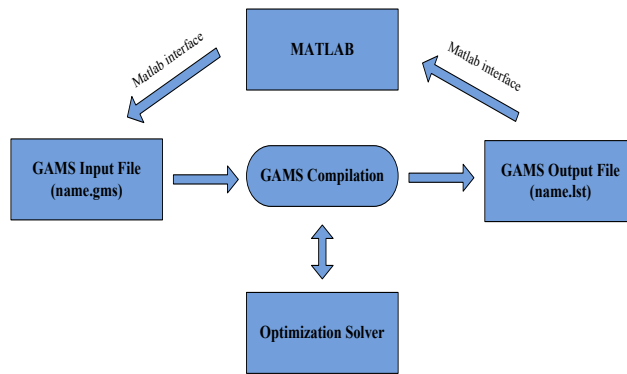 MATLAB
Matlab interface
Matlab interface
GAMS Input File
(name.gms)
GAMS Compilation
GAMS Output File
(name.lst)
Optimization Solver